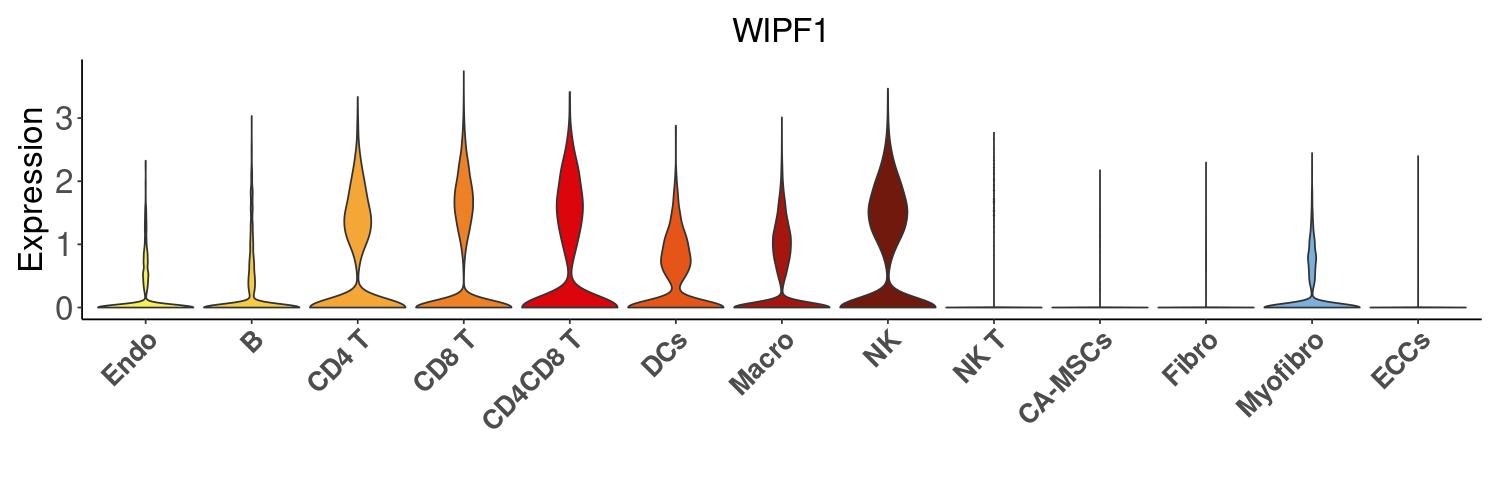 WIPF1
Expression
3
2
1
0
Endo
B
CD4 T
CD8 T
CD4CD8 T
DCs
Macro
NK
NK T
CA-MSCs
Fibro
Myofibro
ECCs